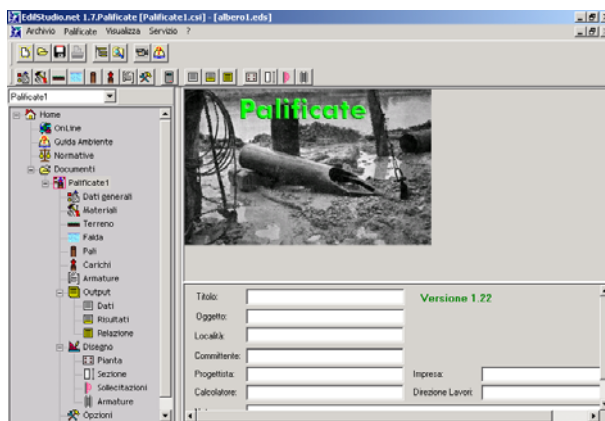 EdilStudio.net 1.7.Palificate [Palificate1.csi] - [albero1.eds]
Archivio Palificate Visualizza Servizio ?
Palificate1
Home
OnLine
Guida Ambiente
Normative
Documenti
Palificate1
Dati generali
Materiali
Terreno
Falda
Pali
Carichi
Armature
Output
Dati
Risultati
Relazione
Disegno
Pianta
Sezione
Sollecitazioni
Armature
Opzioni
Palificate
Titolo:
Versione 1.22
Oggetto:
Località:
Committente:
Progettista:
Impresa:
Calcolatore:
Direzione Lavori: